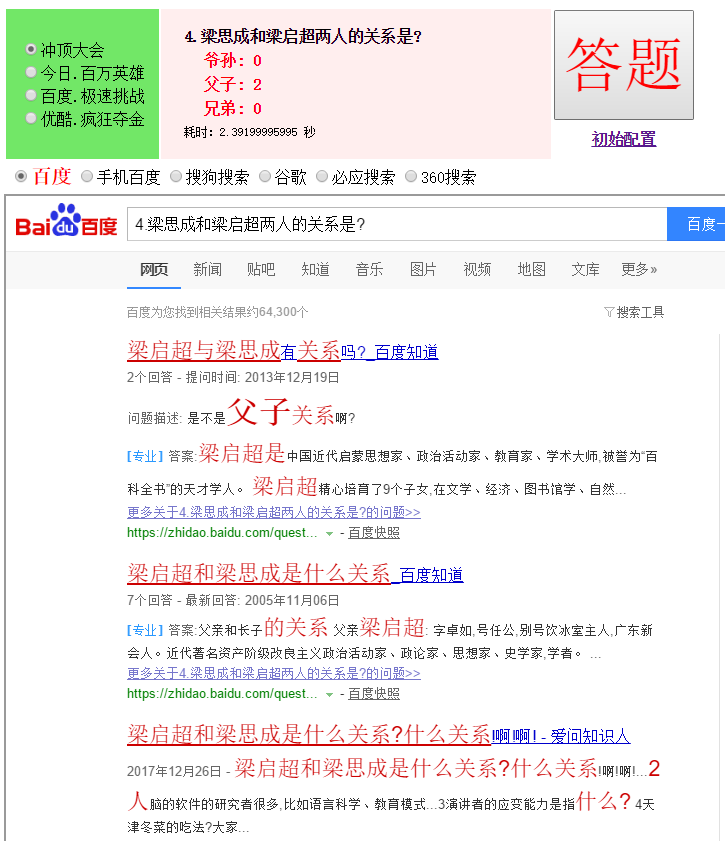 冲顶大会
今日.百万英雄
百度.极速挑战
优酷.疯狂夺金
4.梁思成和梁启超两人的关系是?
爷孙: 0
父子: 2
兄弟: 0
耗时: 2.39199995995 秒
答题
初始配置
百度 手机百度 搜狗搜索 谷歌 必应搜索 360搜索
Bai du 百度 4.梁思成和梁启超两人的关系是? 百度一
网页 新闻 贴吧 知道 音乐 图片 视频 地图 文库 更多»
百度为您找到相关结果约64,300个 搜索工具
梁启超与梁思成有关系吗?_百度知道
2个回答 - 提问时间: 2013年12月19日
问题描述: 是不是父子关系啊?
[专业] 答案:梁启超是中国近代启蒙思想家、政治活动家、教育家、学术大师,被誉为“百
科全书”的天才学人。 梁启超精心培育了9个子女,在文学、经济、图书馆学、自然...
更多关于4.梁思成和梁启超两人的关系是?的问题>>
https://zhidao.baidu.com/quest... - 百度快照
梁启超和梁思成是什么关系_百度知道
7个回答 - 最新回答: 2005年11月06日
[专业] 答案:父亲和长子的关系 父亲梁启超: 字卓如,号任公,别号饮冰室主人,广东新
会人。近代著名资产阶级改良主义政治活动家、政论家、思想家、史学家,学者。 ...
更多关于4.梁思成和梁启超两人的关系是?的问题>>
https://zhidao.baidu.com/quest... - 百度快照
梁启超和梁思成是什么关系?什么关系!啊!啊! - 爱问知识人
2017年12月26日 - 梁启超和梁思成是什么关系?什么关系!啊!啊!...2
人脑的软件的研究者很多,比如语言科学、教育模式...3演讲者的应变能力是指什么? 4天
津冬菜的吃法?大家...